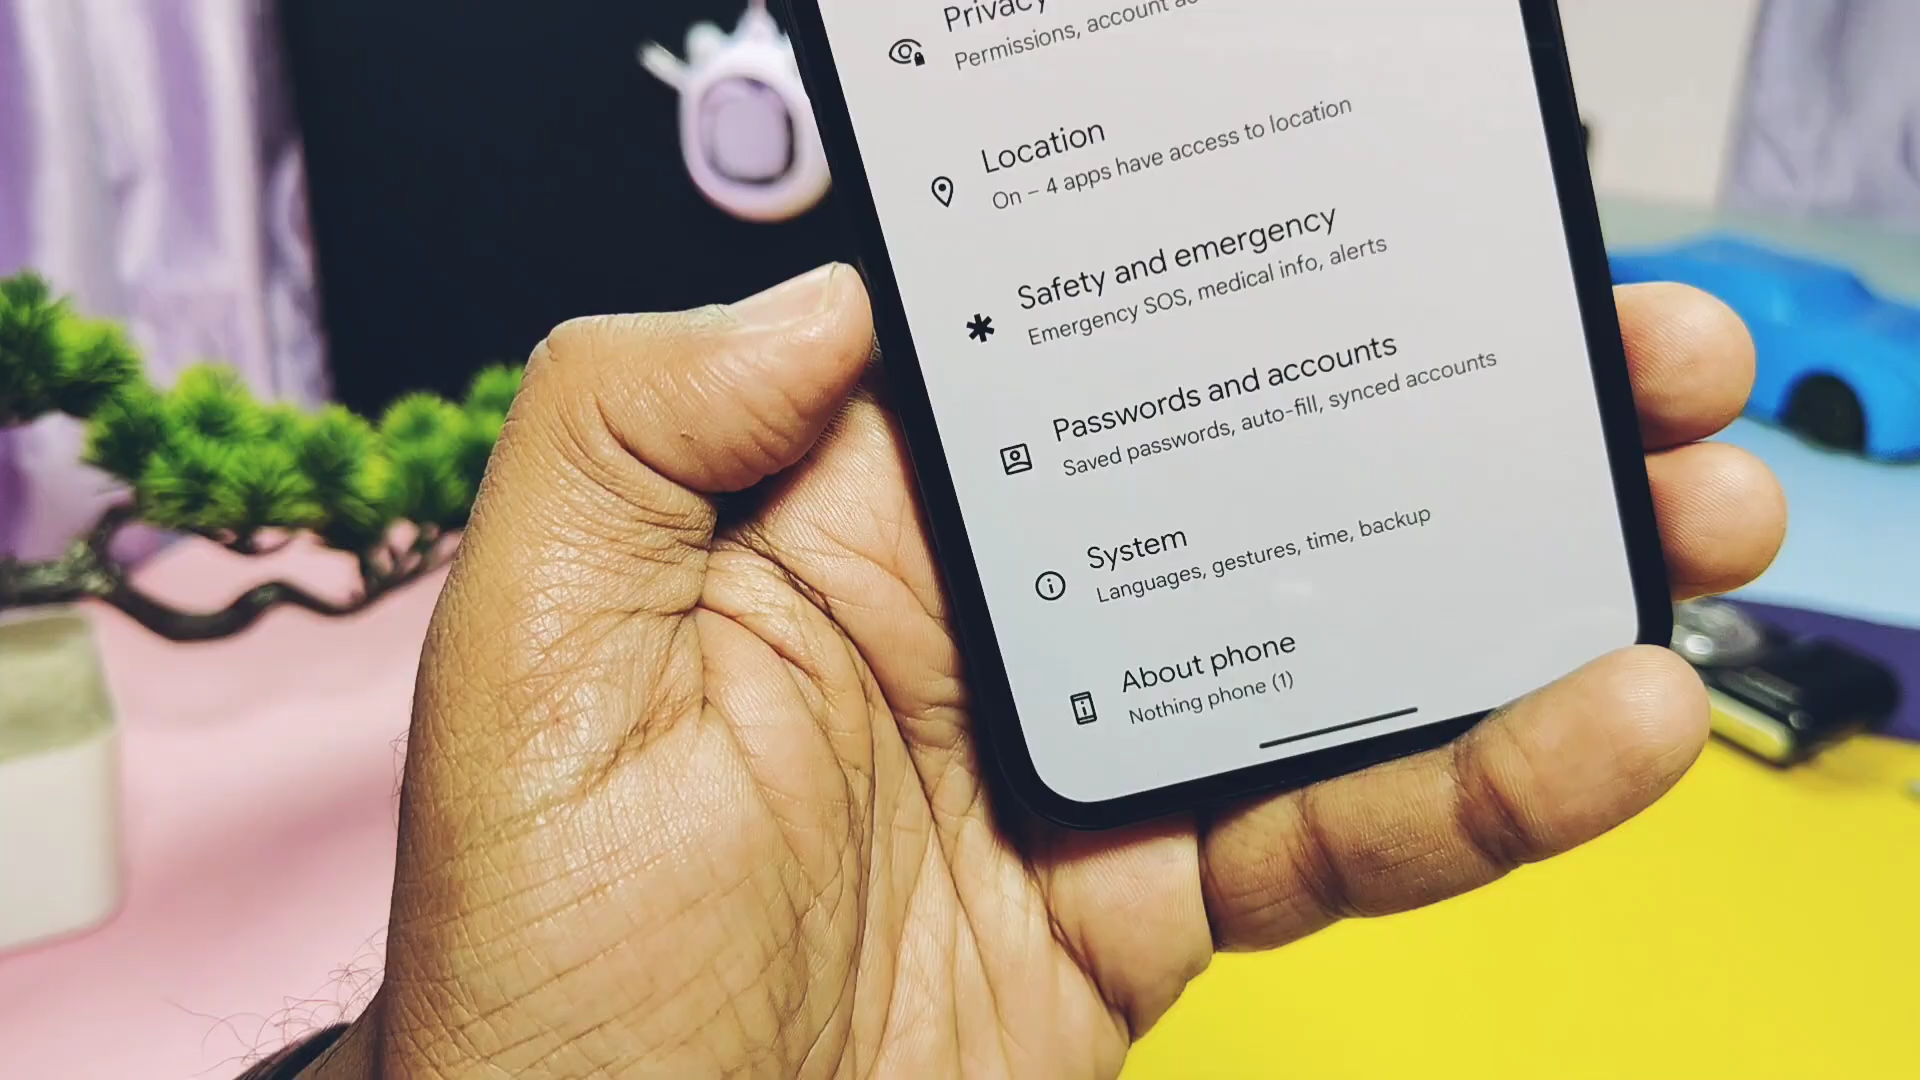 Privacy
Permissions, account
Location
On – 4 apps have access to location
Safety and emergency
Emergency SOS, medical info, alerts
Passwords and accounts
Saved passwords, auto-fill, synced accounts
System
Languages, gestures, time, backup
About phone
Nothing phone (1)